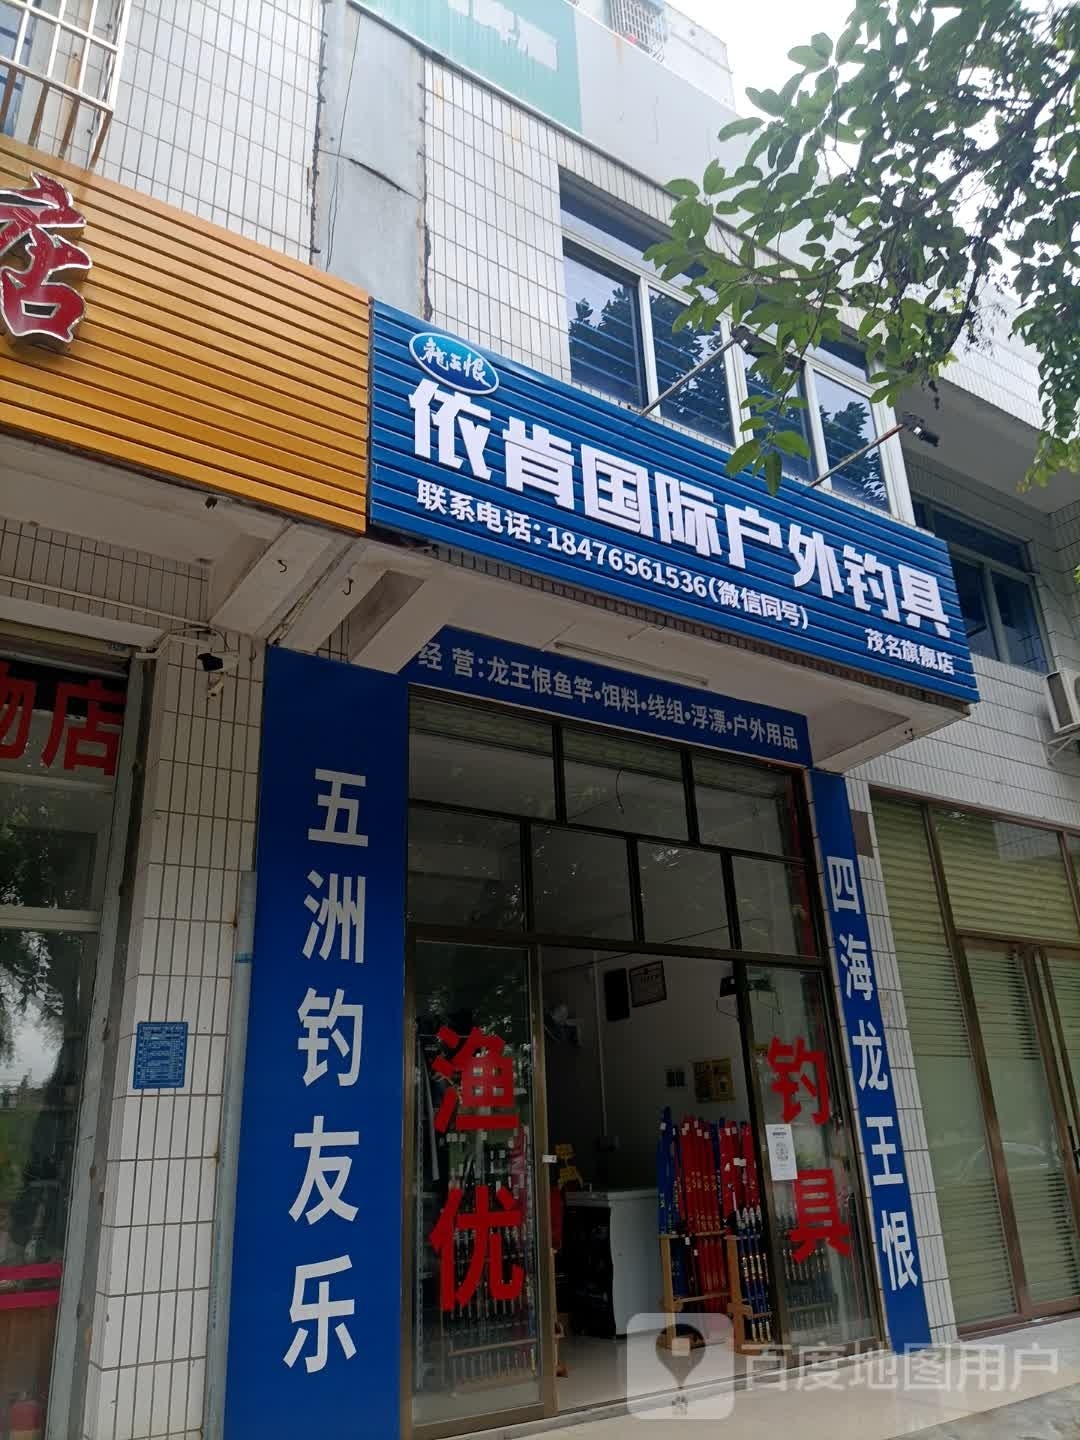 店
龙王恨
依肯国际户外钓具
联系电话:18476561536(微信同号)
茂名旗舰店
经营:龙王恨鱼竿•饵料•线组•浮漂•户外用品
物店
五洲钓友乐
四海龙王恨
渔优
钓具
百度地图用户